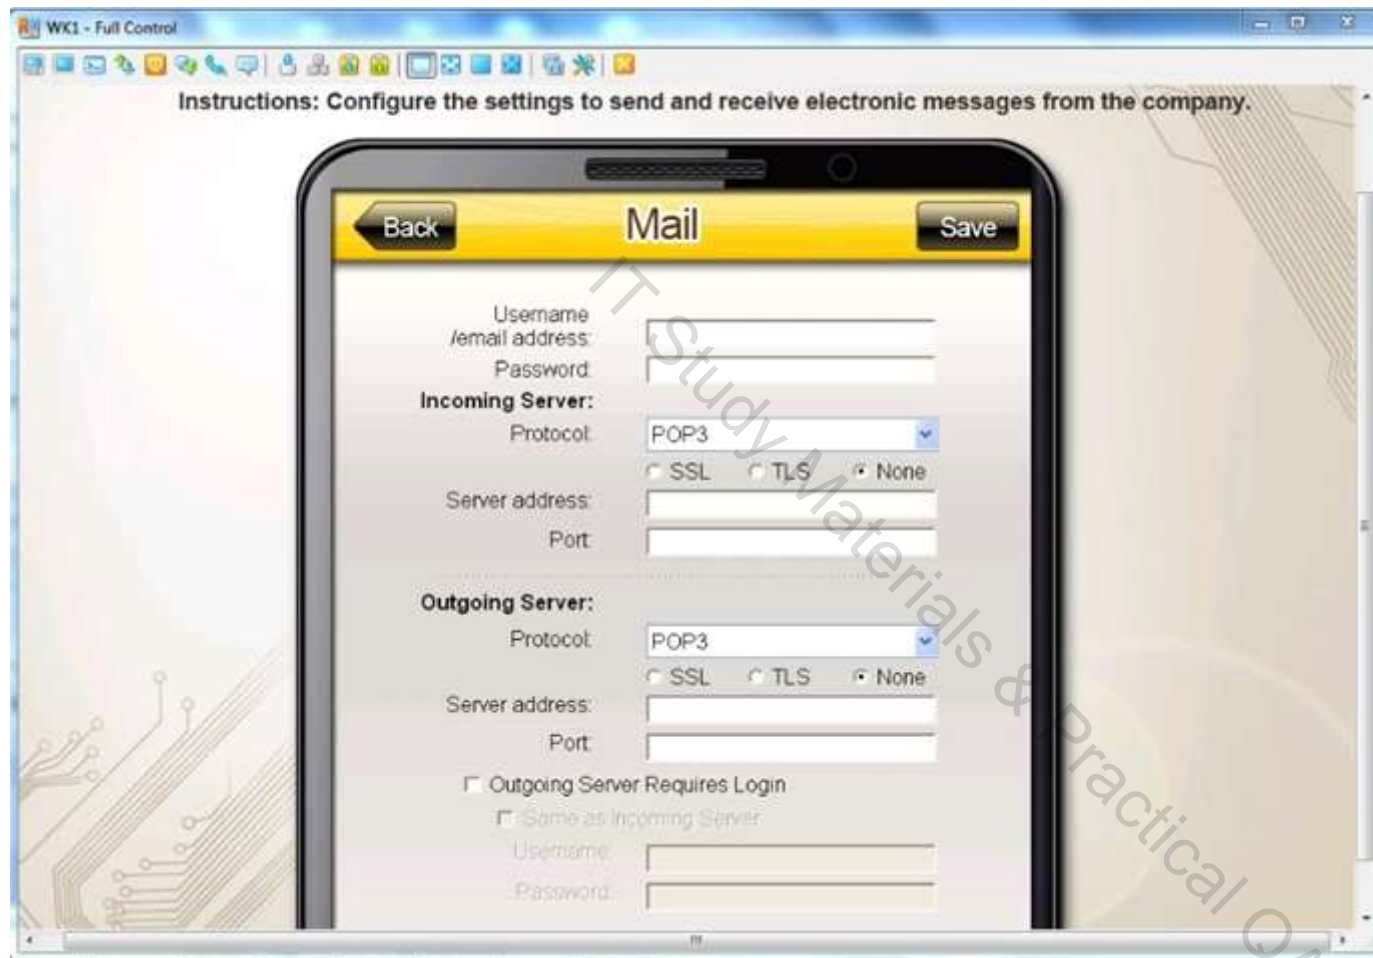 WK1 - Full Control
Instructions: Configure the settings to send and receive electronic messages from the company.
Back
Mail
Save
Username
/email address:
Password:
Incoming Server:
Protocol:
POP3
SSL TLS None
Server address:
Port:
Outgoing Server:
Protocol:
POP3
SSL TLS None
Server address:
Port:
Outgoing Server Requires Login
Same as Incoming Server
Username:
Password:
IT Study Materials & Practical QA